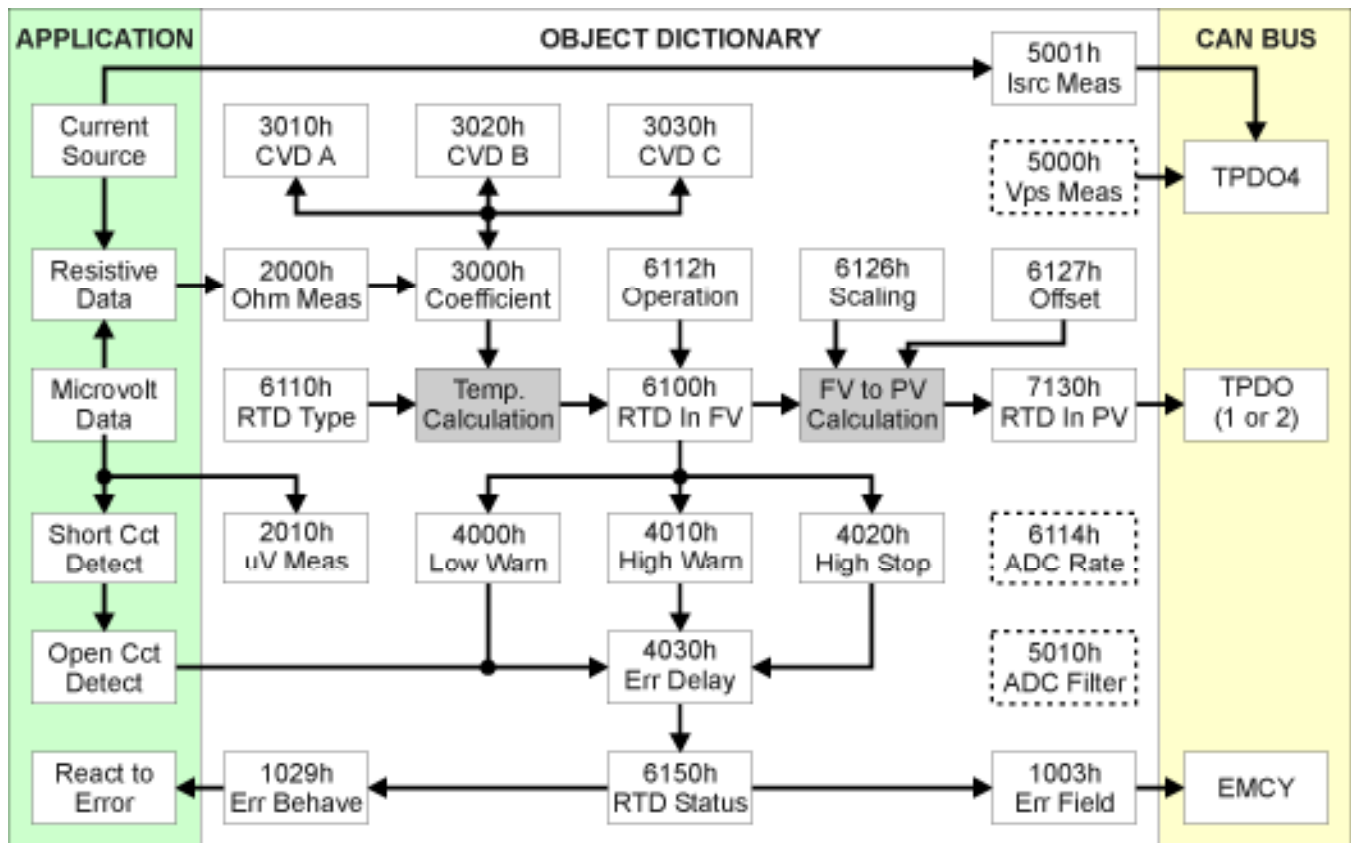 APPLICATION
OBJECT DICTIONARY
CAN BUS
5001h
Isrc Meas
Current
Source
3010h
CVD A
3020h
CVD B
3030h
CVD C
5000h
Vps Meas
TPDO4
Resistive
Data
2000h
Ohm Meas
3000h
Coefficient
6112h
Operation
6126h
Scaling
6127h
Offset
Microvolt
Data
6110h
RTD Type
Temp.
Calculation
6100h
RTD In FV
FV to PV
Calculation
7130h
RTD In PV
TPDO
(1 or 2)
Short Cct
Detect
2010h
uV Meas
4000h
Low Warn
4010h
High Warn
4020h
High Stop
6114h
ADC Rate
Open Cct
Detect
4030h
Err Delay
5010h
ADC Filter
React to
Error
1029h
Err Behave
6150h
RTD Status
1003h
Err Field
EMCY